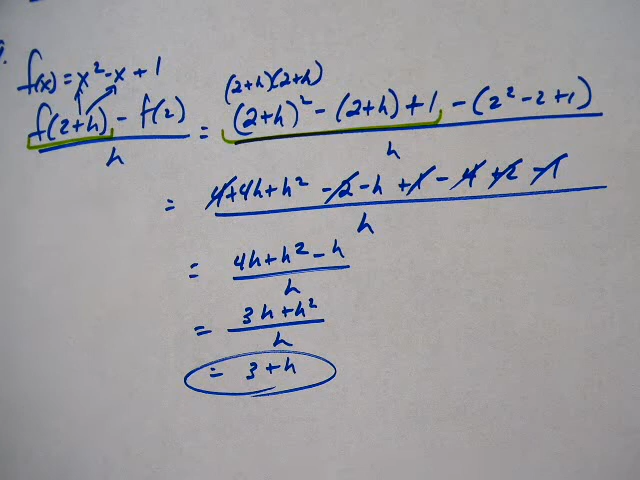 9. f(x) = x² - x + 1
(2+h)(2+h)
f(2+h) - f(2) / h = (2+h)² - (2+h) + 1 - (2² - 2 + 1) / h
= 4 + 4h + h² - 2 - h + 1 - 4 + 2 - 1 / h
= 4h + h² - h / h
= 3h + h² / h
= 3 + h